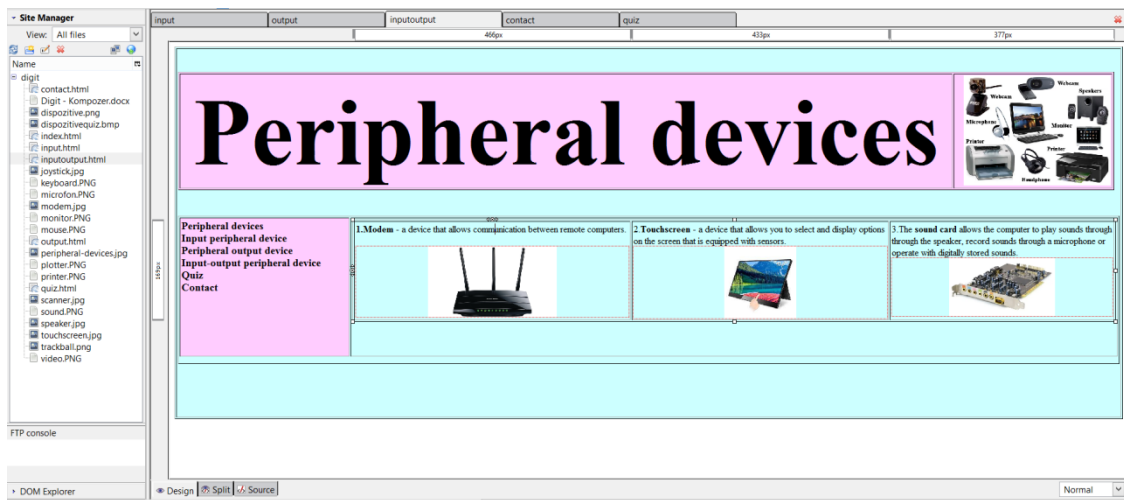 Site Manager
View: All files
Name
digit
contact.html
Digit - Kompozer.docx
dispozitive.png
dispozitivequiz.bmp
index.html
input.html
inputoutput.html
joystick.jpg
keyboard.PNG
microfon.PNG
modem.jpg
monitor.PNG
mouse.PNG
output.html
peripheral-devices.jpg
plotter.PNG
printer.PNG
quiz.html
scanner.jpg
sound.PNG
speaker.jpg
touchscreen.jpg
trackball.png
video.PNG
FTP console
DOM Explorer
input output inputoutput contact quiz
466px 433px 377px
Peripheral devices
Webcam
Webcam
Speakers
Microphone
Monitor
Printer
Printer
Headphone
165px
Peripheral devices
Input peripheral device
Peripheral output device
Input-output peripheral device
Quiz
Contact
1.Modem - a device that allows communication between remote computers.
2.Touchscreen - a device that allows you to select and display options
on the screen that is equipped with sensors.
3.The sound card allows the computer to play sounds through
through the speaker, record sounds through a microphone or
operate with digitally stored sounds.
Design Split Source
Normal